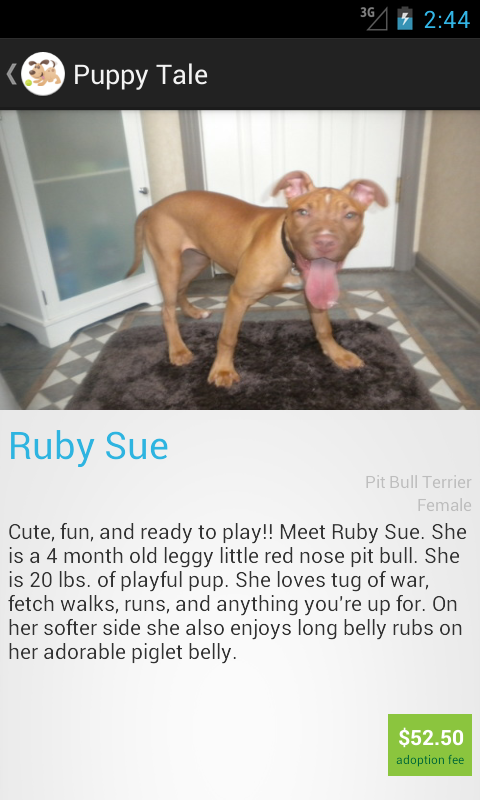 3G 2:44
Puppy Tale
Ruby Sue
Pit Bull Terrier
Female
Cute, fun, and ready to play!! Meet Ruby Sue. She
is a 4 month old leggy little red nose pit bull. She
is 20 lbs. of playful pup. She loves tug of war,
fetch walks, runs, and anything you're up for. On
her softer side she also enjoys long belly rubs on
her adorable piglet belly.
$52.50
adoption fee